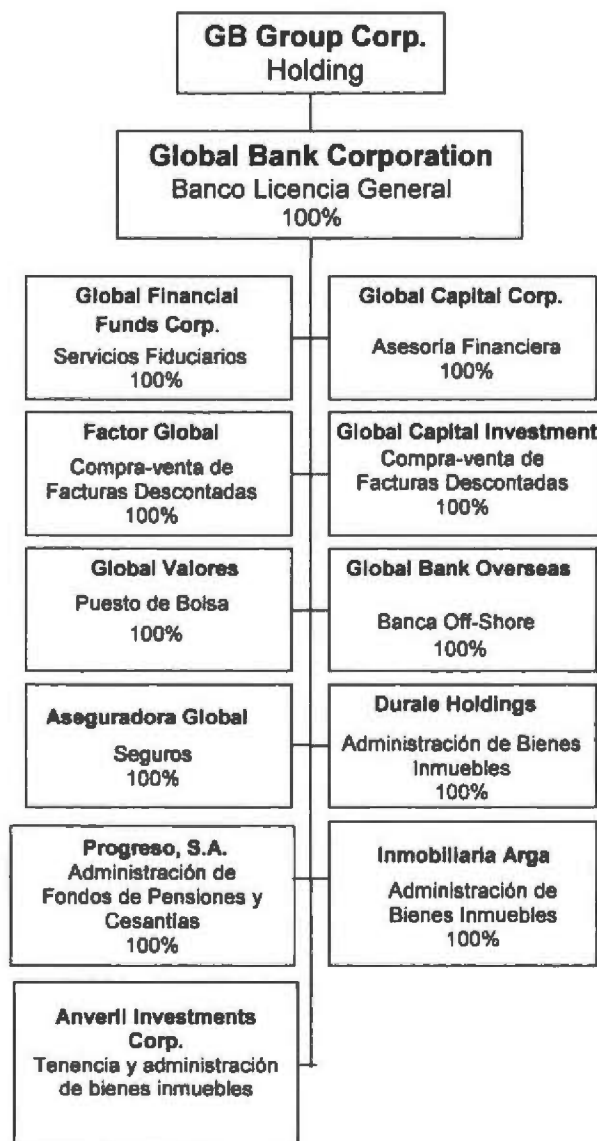 GB Group Corp.
Holding
Global Bank Corporation
Banco Licencia General
100%
Global Financial
Funds Corp.
Servicios Fiduciarios
100%
Global Capital Corp.
Asesoría Financiera
100%
Factor Global
Compra-venta de
Facturas Descontadas
100%
Global Capital Investment
Compra-venta de
Facturas Descontadas
100%
Global Valores
Puesto de Bolsa
100%
Global Bank Overseas
Banca Off-Shore
100%
Aseguradora Global
Seguros
100%
Durale Holdings
Administración de Bienes
Inmuebles
100%
Progreso, S.A.
Administración de
Fondos de Pensiones y
Cesantías
100%
Inmobiliaria Arga
Administración de
Bienes Inmuebles
100%
Anverli Investments
Corp.
Tenencia y administración
de bienes inmuebles